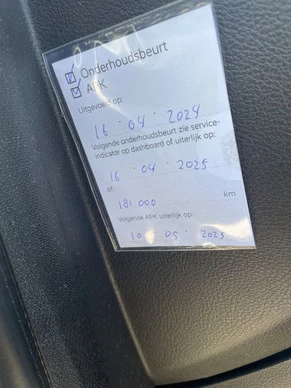 Onderhoudsbeurt
APK
Uitgevoerd op:
16-04-2024
Volgende onderhoudsbeurt zie service-
indicator op dashboard of uiterlijk op:
16-04-2025
of:
181 000 km
Volgende APK uiterlijk op:
10-05-2025